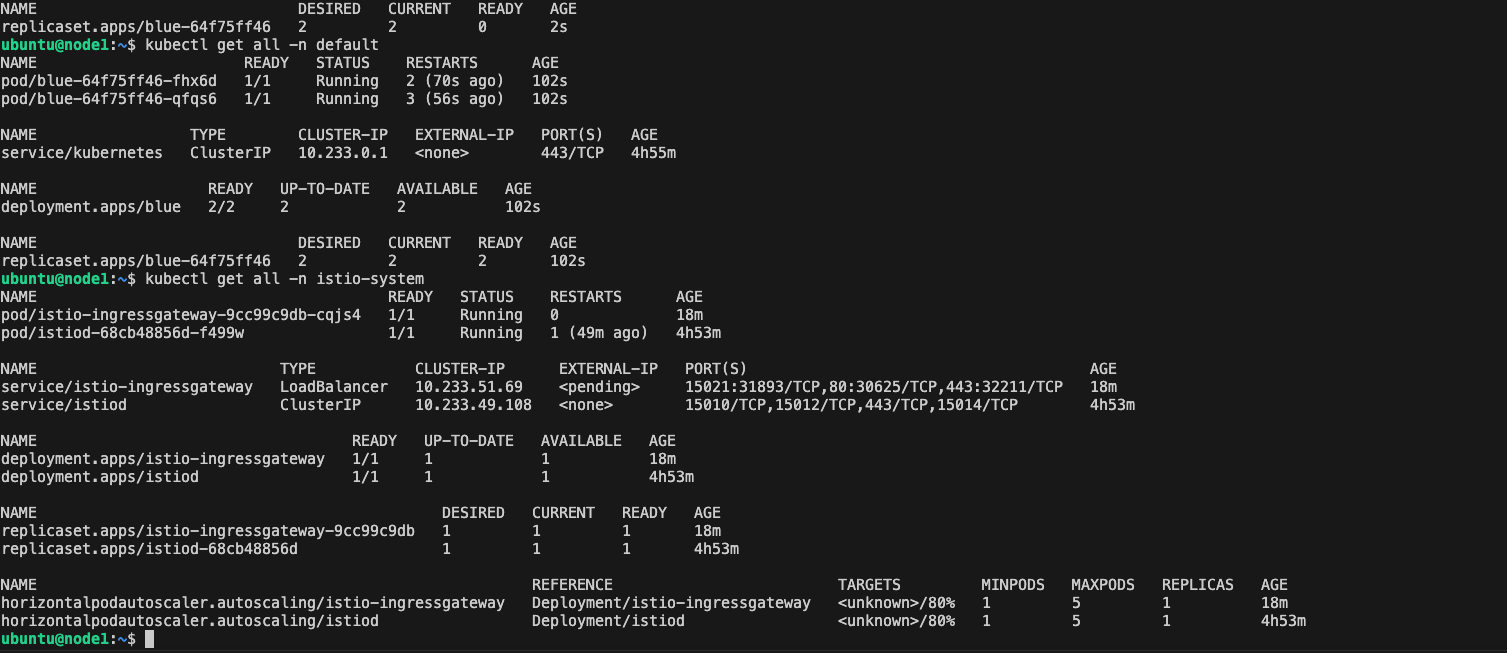 NAME DESIRED CURRENT READY AGE
replicaset.apps/blue-64f75ff46 2 2 0 2s
ubuntu@node1:~$ kubectl get all -n default
NAME READY STATUS RESTARTS AGE
pod/blue-64f75ff46-fhx6d 1/1 Running 2 (70s ago) 102s
pod/blue-64f75ff46-qfqs6 1/1 Running 3 (56s ago) 102s
NAME TYPE CLUSTER-IP EXTERNAL-IP PORT(S) AGE
service/kubernetes ClusterIP 10.233.0.1 <none> 443/TCP 4h55m
NAME READY UP-TO-DATE AVAILABLE AGE
deployment.apps/blue 2/2 2 2 102s
NAME DESIRED CURRENT READY AGE
replicaset.apps/blue-64f75ff46 2 2 2 102s
ubuntu@node1:~$ kubectl get all -n istio-system
NAME READY STATUS RESTARTS AGE
pod/istio-ingressgateway-9cc99c9db-cqjs4 1/1 Running 0 18m
pod/istiod-68cb48856d-f499w 1/1 Running 1 (49m ago) 4h53m
NAME TYPE CLUSTER-IP EXTERNAL-IP PORT(S) AGE
service/istio-ingressgateway LoadBalancer 10.233.51.69 <pending> 15021:31893/TCP,80:30625/TCP,443:32211/TCP 18m
service/istiod ClusterIP 10.233.49.108 <none> 15010/TCP,15012/TCP,443/TCP,15014/TCP 4h53m
NAME READY UP-TO-DATE AVAILABLE AGE
deployment.apps/istio-ingressgateway 1/1 1 1 18m
deployment.apps/istiod 1/1 1 1 4h53m
NAME DESIRED CURRENT READY AGE
replicaset.apps/istio-ingressgateway-9cc99c9db 1 1 1 18m
replicaset.apps/istiod-68cb48856d 1 1 1 4h53m
NAME REFERENCE TARGETS MINPODS MAXPODS REPLICAS AGE
horizontalpodautoscaler.autoscaling/istio-ingressgateway Deployment/istio-ingressgateway <unknown>/80% 1 5 1 18m
horizontalpodautoscaler.autoscaling/istiod Deployment/istiod <unknown>/80% 1 5 1 4h53m
ubuntu@node1:~$